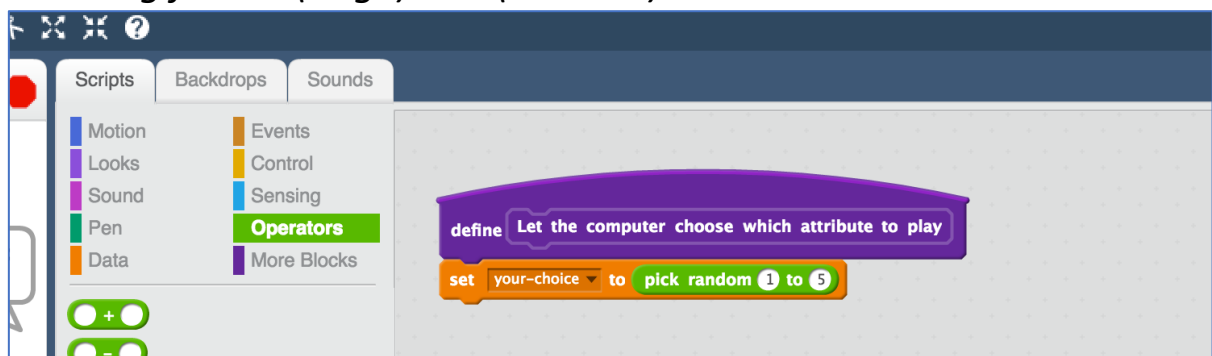 Scripts Backdrops Sounds
Motion Events
Looks Control
Sound Sensing
Pen Operators
Data More Blocks
define Let the computer choose which attribute to play
set your-choice to pick random 1 to 5
+
-